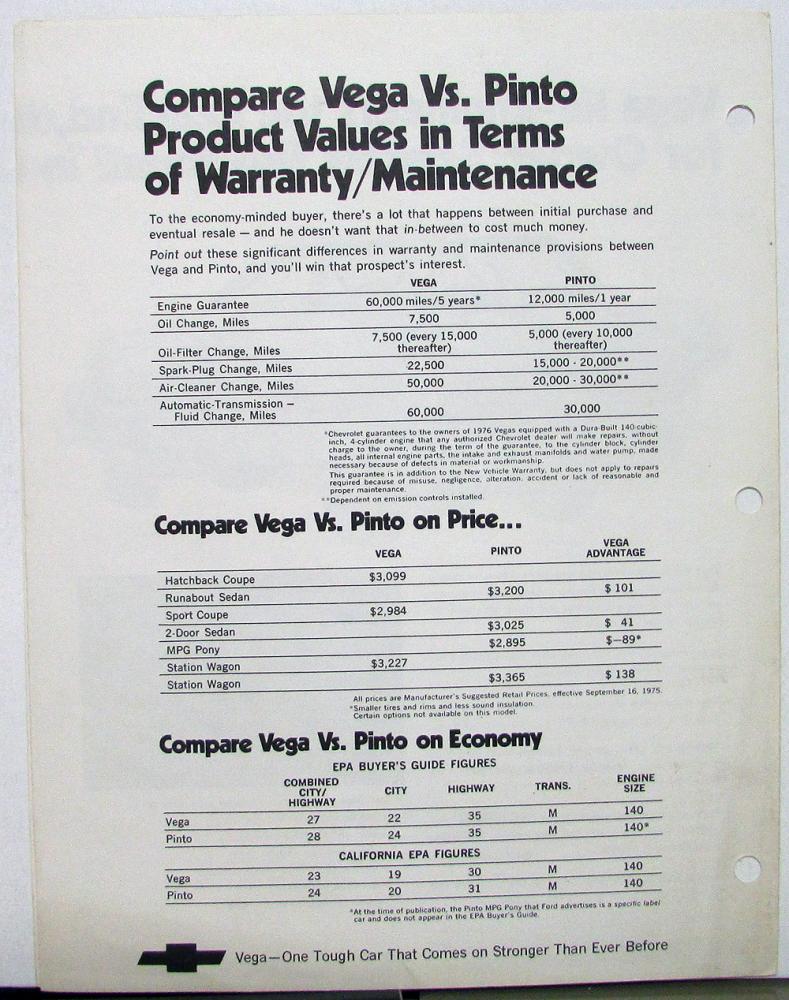 Compare Vega Vs. Pinto
Product Values in Terms
of Warranty/Maintenance
To the economy-minded buyer, there's a lot that happens between initial purchase and
eventual resale — and he doesn't want that in-between to cost much money.
Point out these significant differences in warranty and maintenance provisions between
Vega and Pinto, and you'll win that prospect's interest.
VEGA PINTO
Engine Guarantee 60,000 miles/5 years* 12,000 miles/1 year
Oil Change, Miles 7,500 5,000
Oil-Filter Change, Miles 7,500 (every 15,000 5,000 (every 10,000
thereafter) thereafter)
Spark-Plug Change, Miles 22,500 15,000 - 20,000**
Air-Cleaner Change, Miles 50,000 20,000 - 30,000**
Automatic-Transmission —
Fluid Change, Miles 60,000 30,000
*Chevrolet guarantees to the owners of 1976 Vegas equipped with a Dura-Built 140-cubic-
inch, 4-cylinder engine that any authorized Chevrolet dealer will make repairs, without
charge to the owner, during the term of the guarantee, to the cylinder block, cylinder
heads, all internal engine parts, the intake and exhaust manifolds and water pump, made
necessary because of defects in material or workmanship.
This guarantee is in addition to the New Vehicle Warranty, but does not apply to repairs
required because of misuse, negligence, alteration, accident or lack of reasonable and
proper maintenance.
**Dependent on emission controls installed.
Compare Vega Vs. Pinto on Price...
VEGA PINTO VEGA
ADVANTAGE
Hatchback Coupe $3,099
Runabout Sedan $3,200 $ 101
Sport Coupe $2,984
2-Door Sedan $3,025 $ 41
MPG Pony $2,895 $—89*
Station Wagon $3,227
Station Wagon $3,365 $ 138
All prices are Manufacturer's Suggested Retail Prices, effective September 16, 1975.
*Smaller tires and rims and less sound insulation.
Certain options not available on this model.
Compare Vega Vs. Pinto on Economy
EPA BUYER'S GUIDE FIGURES
COMBINED
CITY/
HIGHWAY CITY HIGHWAY TRANS. ENGINE
SIZE
Vega 27 22 35 M 140
Pinto 28 24 35 M 140*
CALIFORNIA EPA FIGURES
Vega 23 19 30 M 140
Pinto 24 20 31 M 140
*At the time of publication, the Pinto MPG Pony that Ford advertises is a specific label
car and does not appear in the EPA Buyer's Guide.
Vega—One Tough Car That Comes on Stronger Than Ever Before